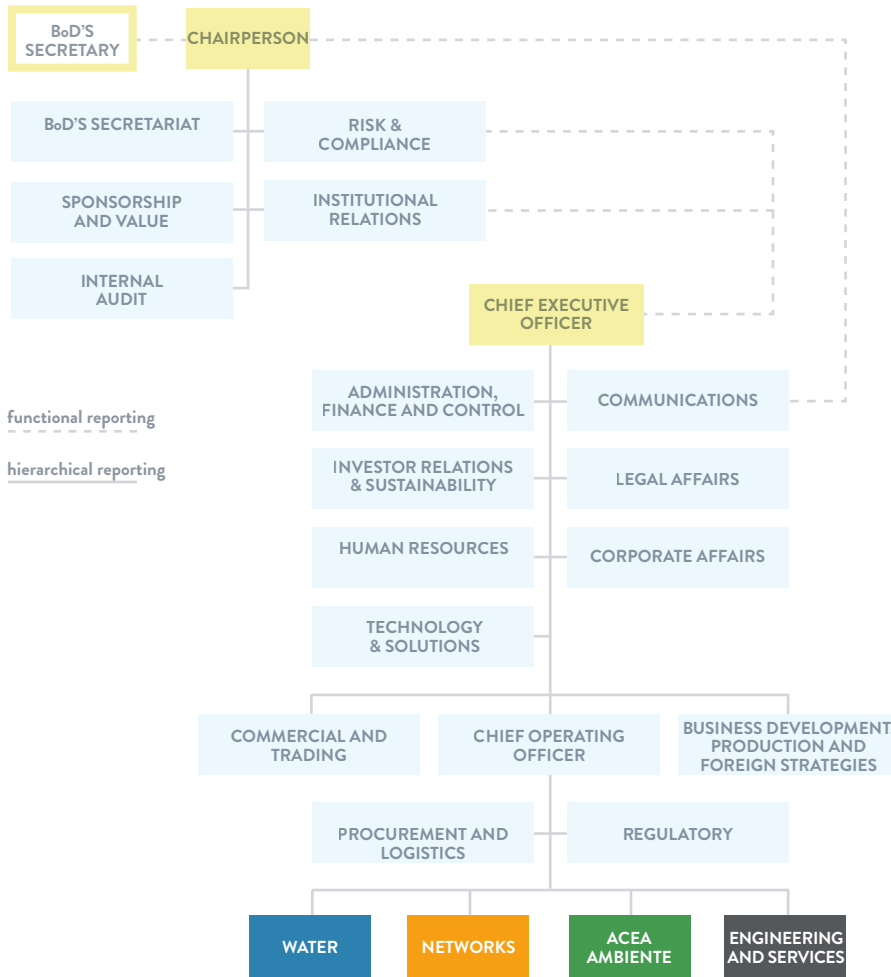 BoD'S
SECRETARY
CHAIRPERSON
BoD'S SECRETARIAT
RISK &
COMPLIANCE
SPONSORSHIP
AND VALUE
INSTITUTIONAL
RELATIONS
INTERNAL
AUDIT
CHIEF EXECUTIVE
OFFICER
ADMINISTRATION,
FINANCE AND CONTROL
COMMUNICATIONS
functional reporting
hierarchical reporting
INVESTOR RELATIONS
& SUSTAINABILITY
LEGAL AFFAIRS
HUMAN RESOURCES
CORPORATE AFFAIRS
TECHNOLOGY
& SOLUTIONS
COMMERCIAL AND
TRADING
CHIEF OPERATING
OFFICER
BUSINESS DEVELOPMENT
PRODUCTION AND
FOREIGN STRATEGIES
PROCUREMENT AND
LOGISTICS
REGULATORY
WATER
NETWORKS
ACEA
AMBIENTE
ENGINEERING
AND SERVICES